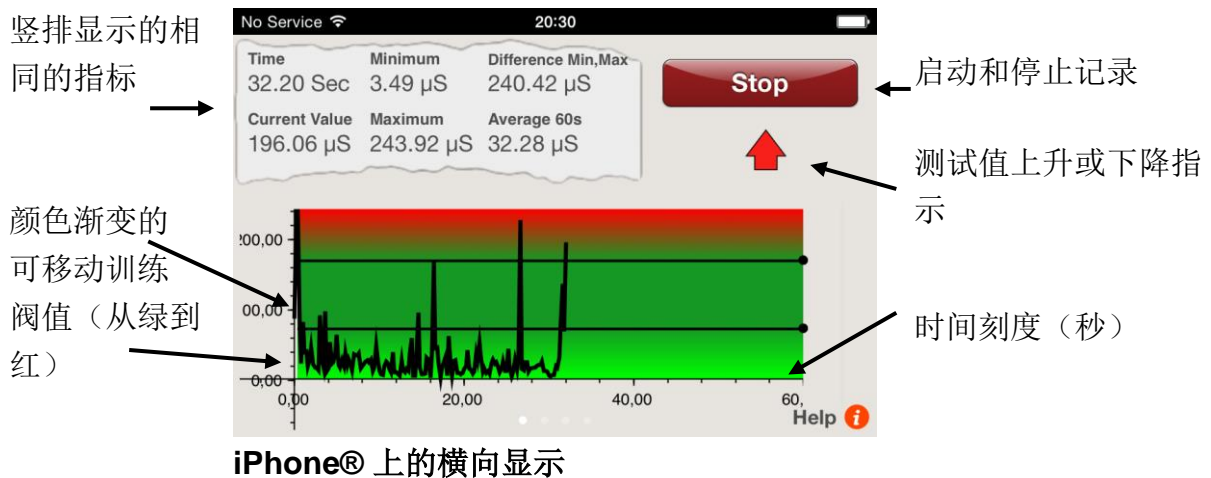 竖排显示的相
同的指标
No Service
20:30
Time
Minimum
Difference Min,Max
32.20 Sec
3.49 µS
240.42 µS
Current Value
Maximum
Average 60s
196.06 µS
243.92 µS
32.28 µS
Stop
启动和停止记录
测试值上升或下降指
示
颜色渐变的
可移动训练
阀值（从绿到
红）
00,00
00,00
0,00
0,00
20,00
40,00
60,
时间刻度（秒）
Help i
iPhone® 上的横向显示